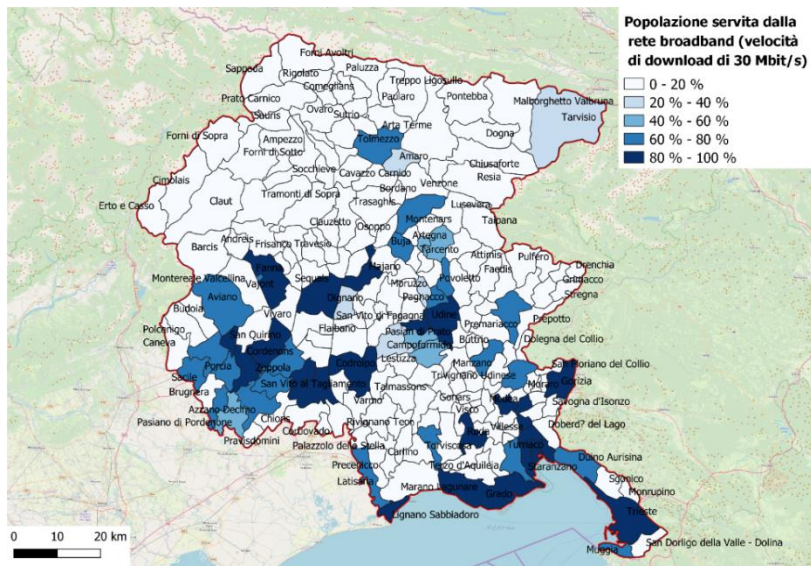 Popolazione servita dalla
rete broadband (velocità
di download di 30 Mbit/s)
0 - 20 %
20 % - 40 %
40 % - 60 %
60 % - 80 %
80 % - 100 %
Forni Avoltri
Sappada
Rigolato
Paluzza
Comeglians
Treppo Ligosullo
Prato Carnico
Paularo
Pontebba
Malborghetto Valbruna
Sauris
Ovaro
Sutrio
Tarvisio
Arta Terme
Forni di Sopra
Ampezzo
Tolmezzo
Dogna
Forni di Sotto
Amaro
Chiusaforte
Socchieve
Cavazzo Carnico
Resia
Cimolais
Bordano
Venzone
Tramonti di Sopra
Trasaghis
Erto e Casso
Claut
Lusevera
Clauzetto
Montenars
Taipana
Osoppo
Andreis
Artegna
Barcis
Frisanco
Travesio
Buja
Tarcento
Attimis
Pulfero
Fanna
Majano
Faedis
Drenchia
Montereale Valcellina
Sequals
Povoletto
Grimacco
Vajont
Moruzzo
Stregna
Aviano
Dignano
Pagnacco
Budoia
Vivaro
San Vito di Fagagna
Udine
Prepotto
Polcenigo
San Quirino
Flaibano
Pasian di Prato
Premariacco
Caneva
Cordenons
Campoformido
Buttrio
Dolegna del Collio
Porcia
Zoppola
Codroipo
Lestizza
Manzano
San Floriano del Collio
Sacile
San Vito al Tagliamento
Trivignano Udinese
Moraro
Gorizia
Brugnera
Talmassons
Varmo
Gonars
Savogna d'Isonzo
Azzano Decimo
Visco
Chions
Villesse
Doberd? del Lago
Pasiano di Pordenone
Cordovado
Rivignano Teor
Pravisdomini
Palazzolo della Stella
Torviscosa
Turriaco
Duino Aurisina
Carlino
Precenicco
Terzo d'Aquileia
Staranzano
Sgonico
Latisana
Marano Lagunare
Grado
Monrupino
Lignano Sabbiadoro
Trieste
San Dorligo della Valle - Dolina
Muggia
0 10 20 km